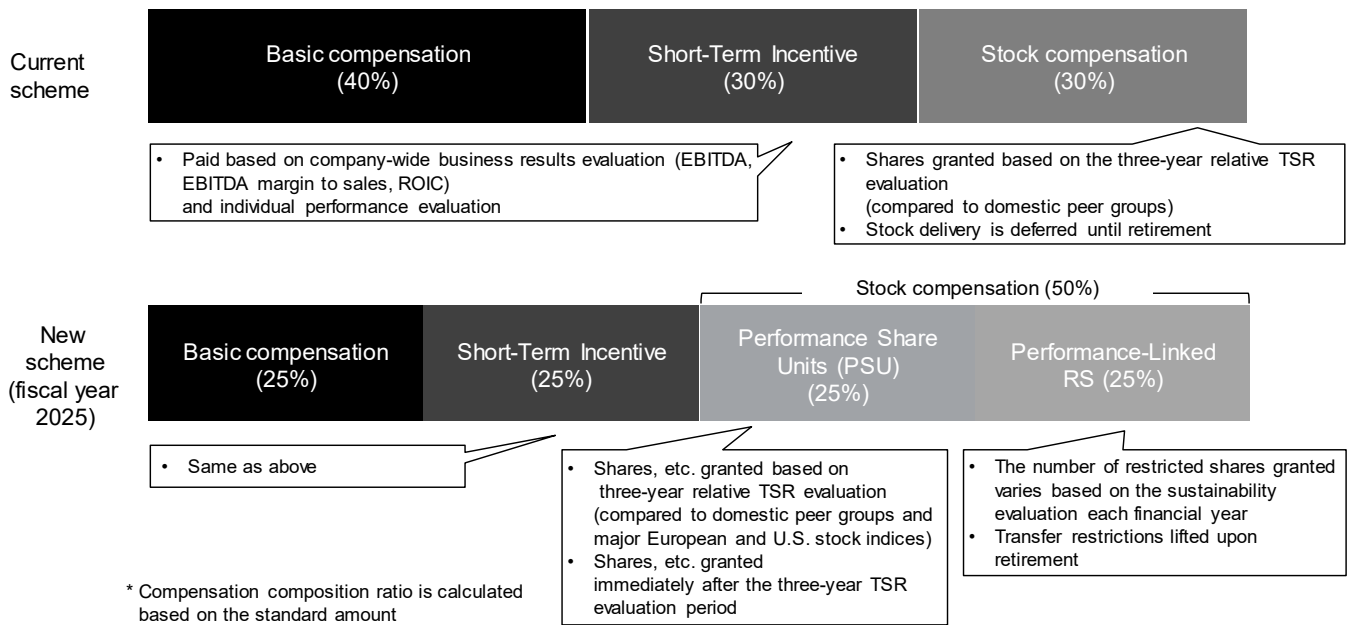 Current
scheme
Basic compensation
(40%)
Short-Term Incentive
(30%)
Stock compensation
(30%)
• Paid based on company-wide business results evaluation (EBITDA,
EBITDA margin to sales, ROIC)
and individual performance evaluation
• Shares granted based on the three-year relative TSR
evaluation
(compared to domestic peer groups)
• Stock delivery is deferred until retirement
Stock compensation (50%)
New
scheme
(fiscal year
2025)
Basic compensation
(25%)
Short-Term Incentive
(25%)
Performance Share
Units (PSU)
(25%)
Performance-Linked
RS (25%)
• Same as above
• Shares, etc. granted based on
three-year relative TSR evaluation
(compared to domestic peer groups and
major European and U.S. stock indices)
• Shares, etc. granted
immediately after the three-year TSR
evaluation period
• The number of restricted shares granted
varies based on the sustainability
evaluation each financial year
• Transfer restrictions lifted upon
retirement
* Compensation composition ratio is calculated
based on the standard amount